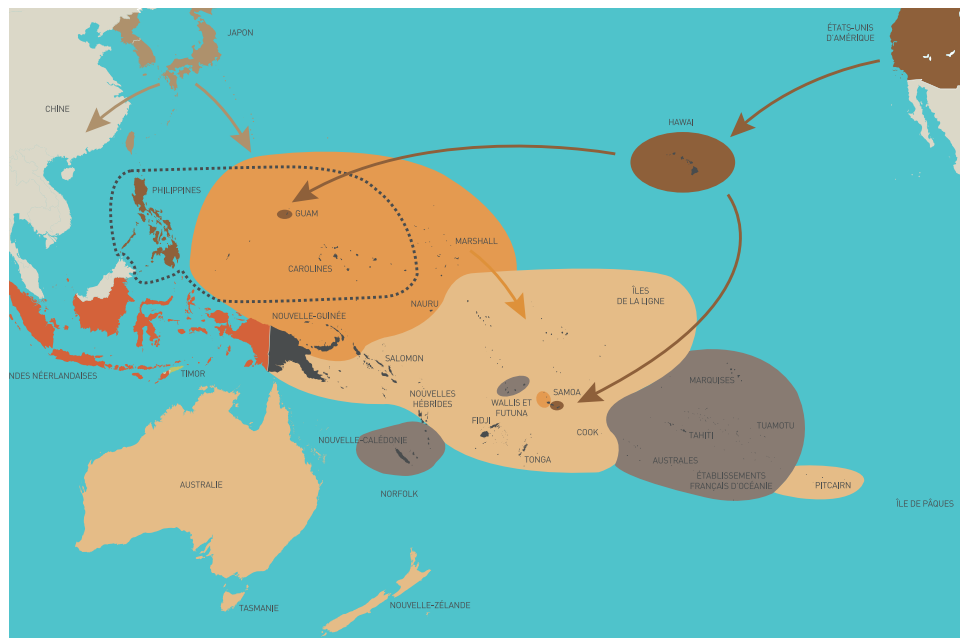 JAPON
ÉTATS-UNIS
D'AMÉRIQUE
CHINE
HAWAÏ
PHILIPPINES
GUAM
MARSHALL
CAROLINES
ÎLES
DE LA LIGNE
NAURU
NOUVELLE-GUINÉE
SALOMON
NDES NÉERLANDAISES
TIMOR
MARQUISES
SAMOA
WALLIS ET
FUTUNA
NOUVELLES
HÉBRIDES
FIDJI
COOK
TAHITI
TUAMOTU
NOUVELLE-CALÉDONIE
TONGA
AUSTRALES
ÉTABLISSEMENTS
FRANÇAIS D'OCÉANIE
AUSTRALIE
NORFOLK
PITCAIRN
ÎLE DE PÂQUES
TASMANIE
NOUVELLE-ZÉLANDE